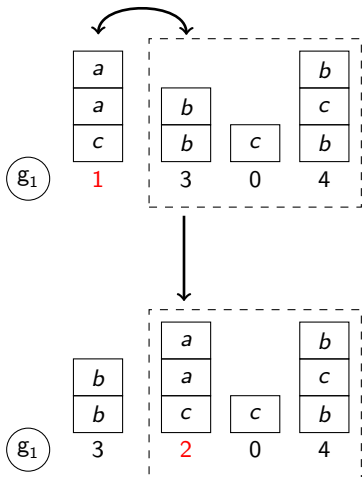 a b
a b c
c b c b
g₁ 1 3 0 4
a b
b a c
b c c b
g₁ 3 2 0 4